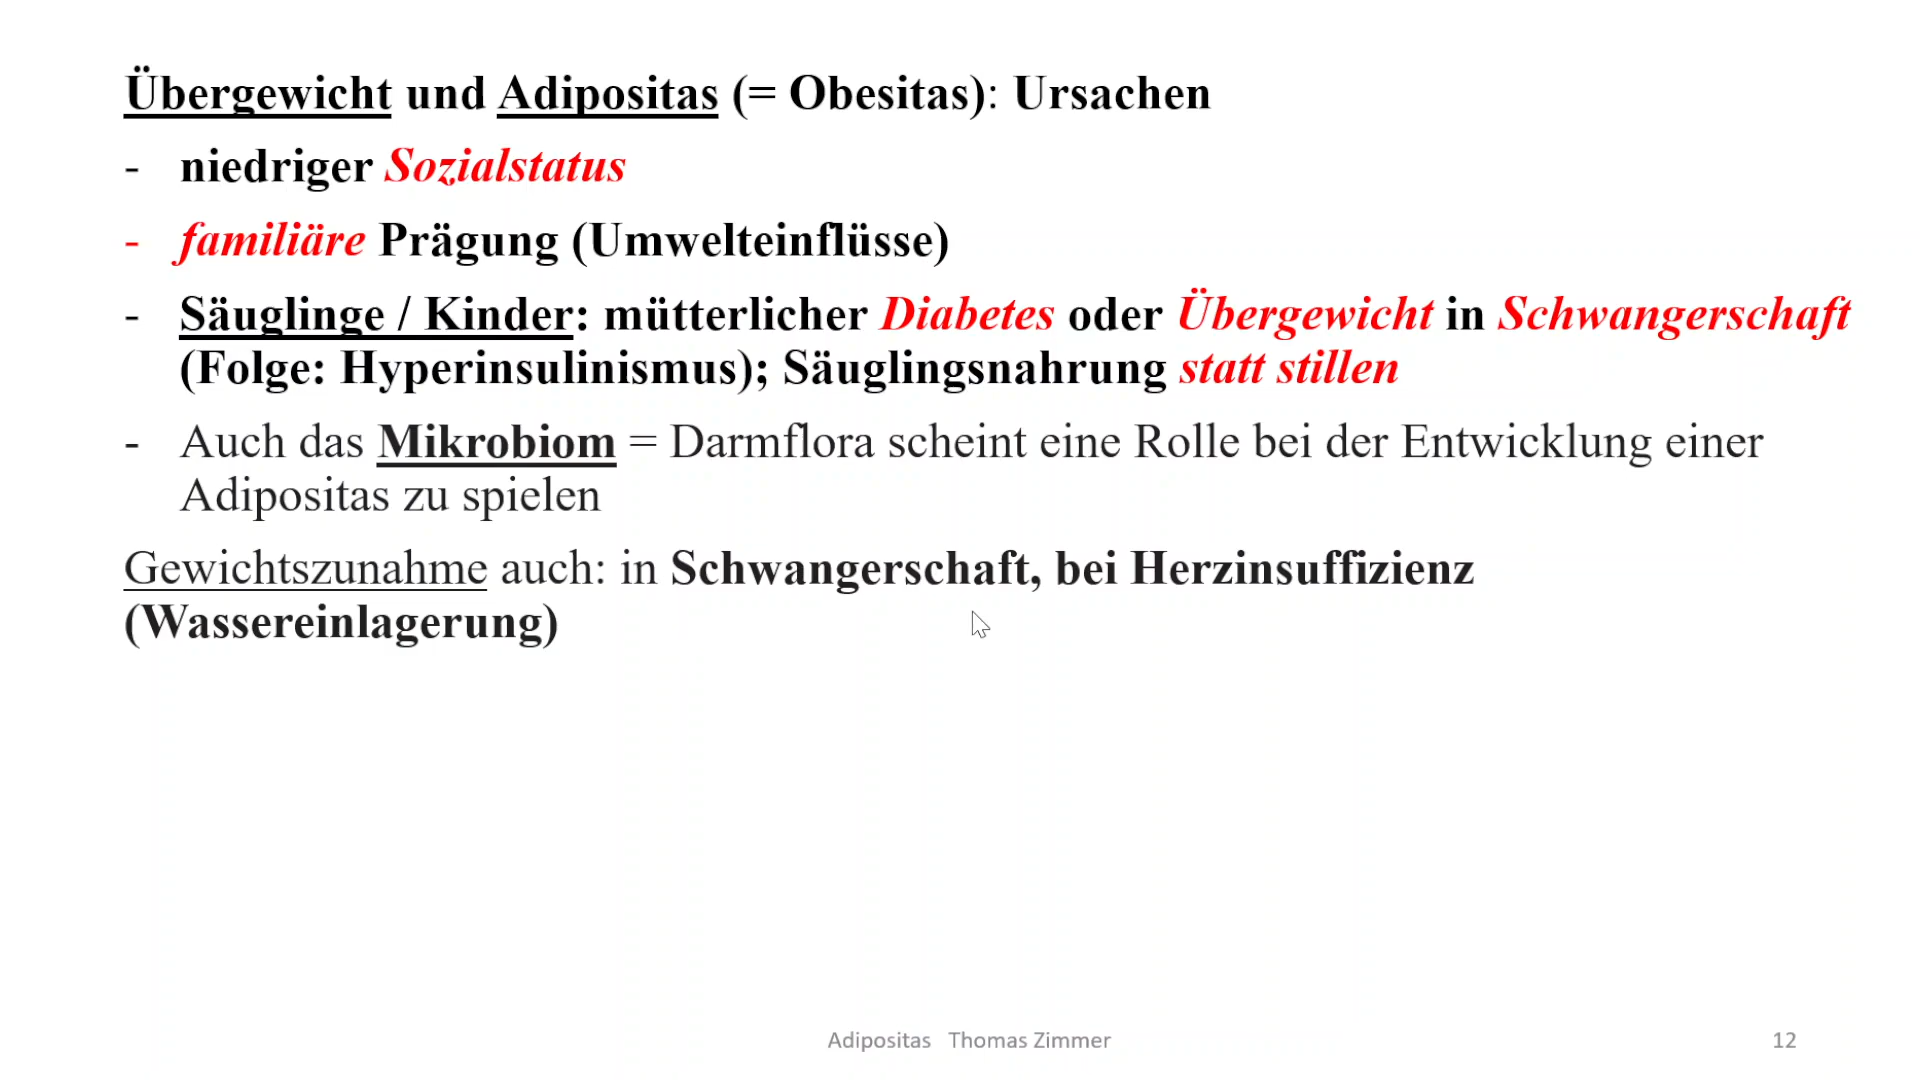 Übergewicht und Adipositas (= Obesitas): Ursachen
- niedriger Sozialstatus
- familiäre Prägung (Umwelteinflüsse)
- Säuglinge / Kinder: mütterlicher Diabetes oder Übergewicht in Schwangerschaft
(Folge: Hyperinsulinismus); Säuglingsnahrung statt stillen
- Auch das Mikrobiom = Darmflora scheint eine Rolle bei der Entwicklung einer
Adipositas zu spielen
Gewichtszunahme auch: in Schwangerschaft, bei Herzinsuffizienz
(Wassereinlagerung)
Adipositas Thomas Zimmer
12